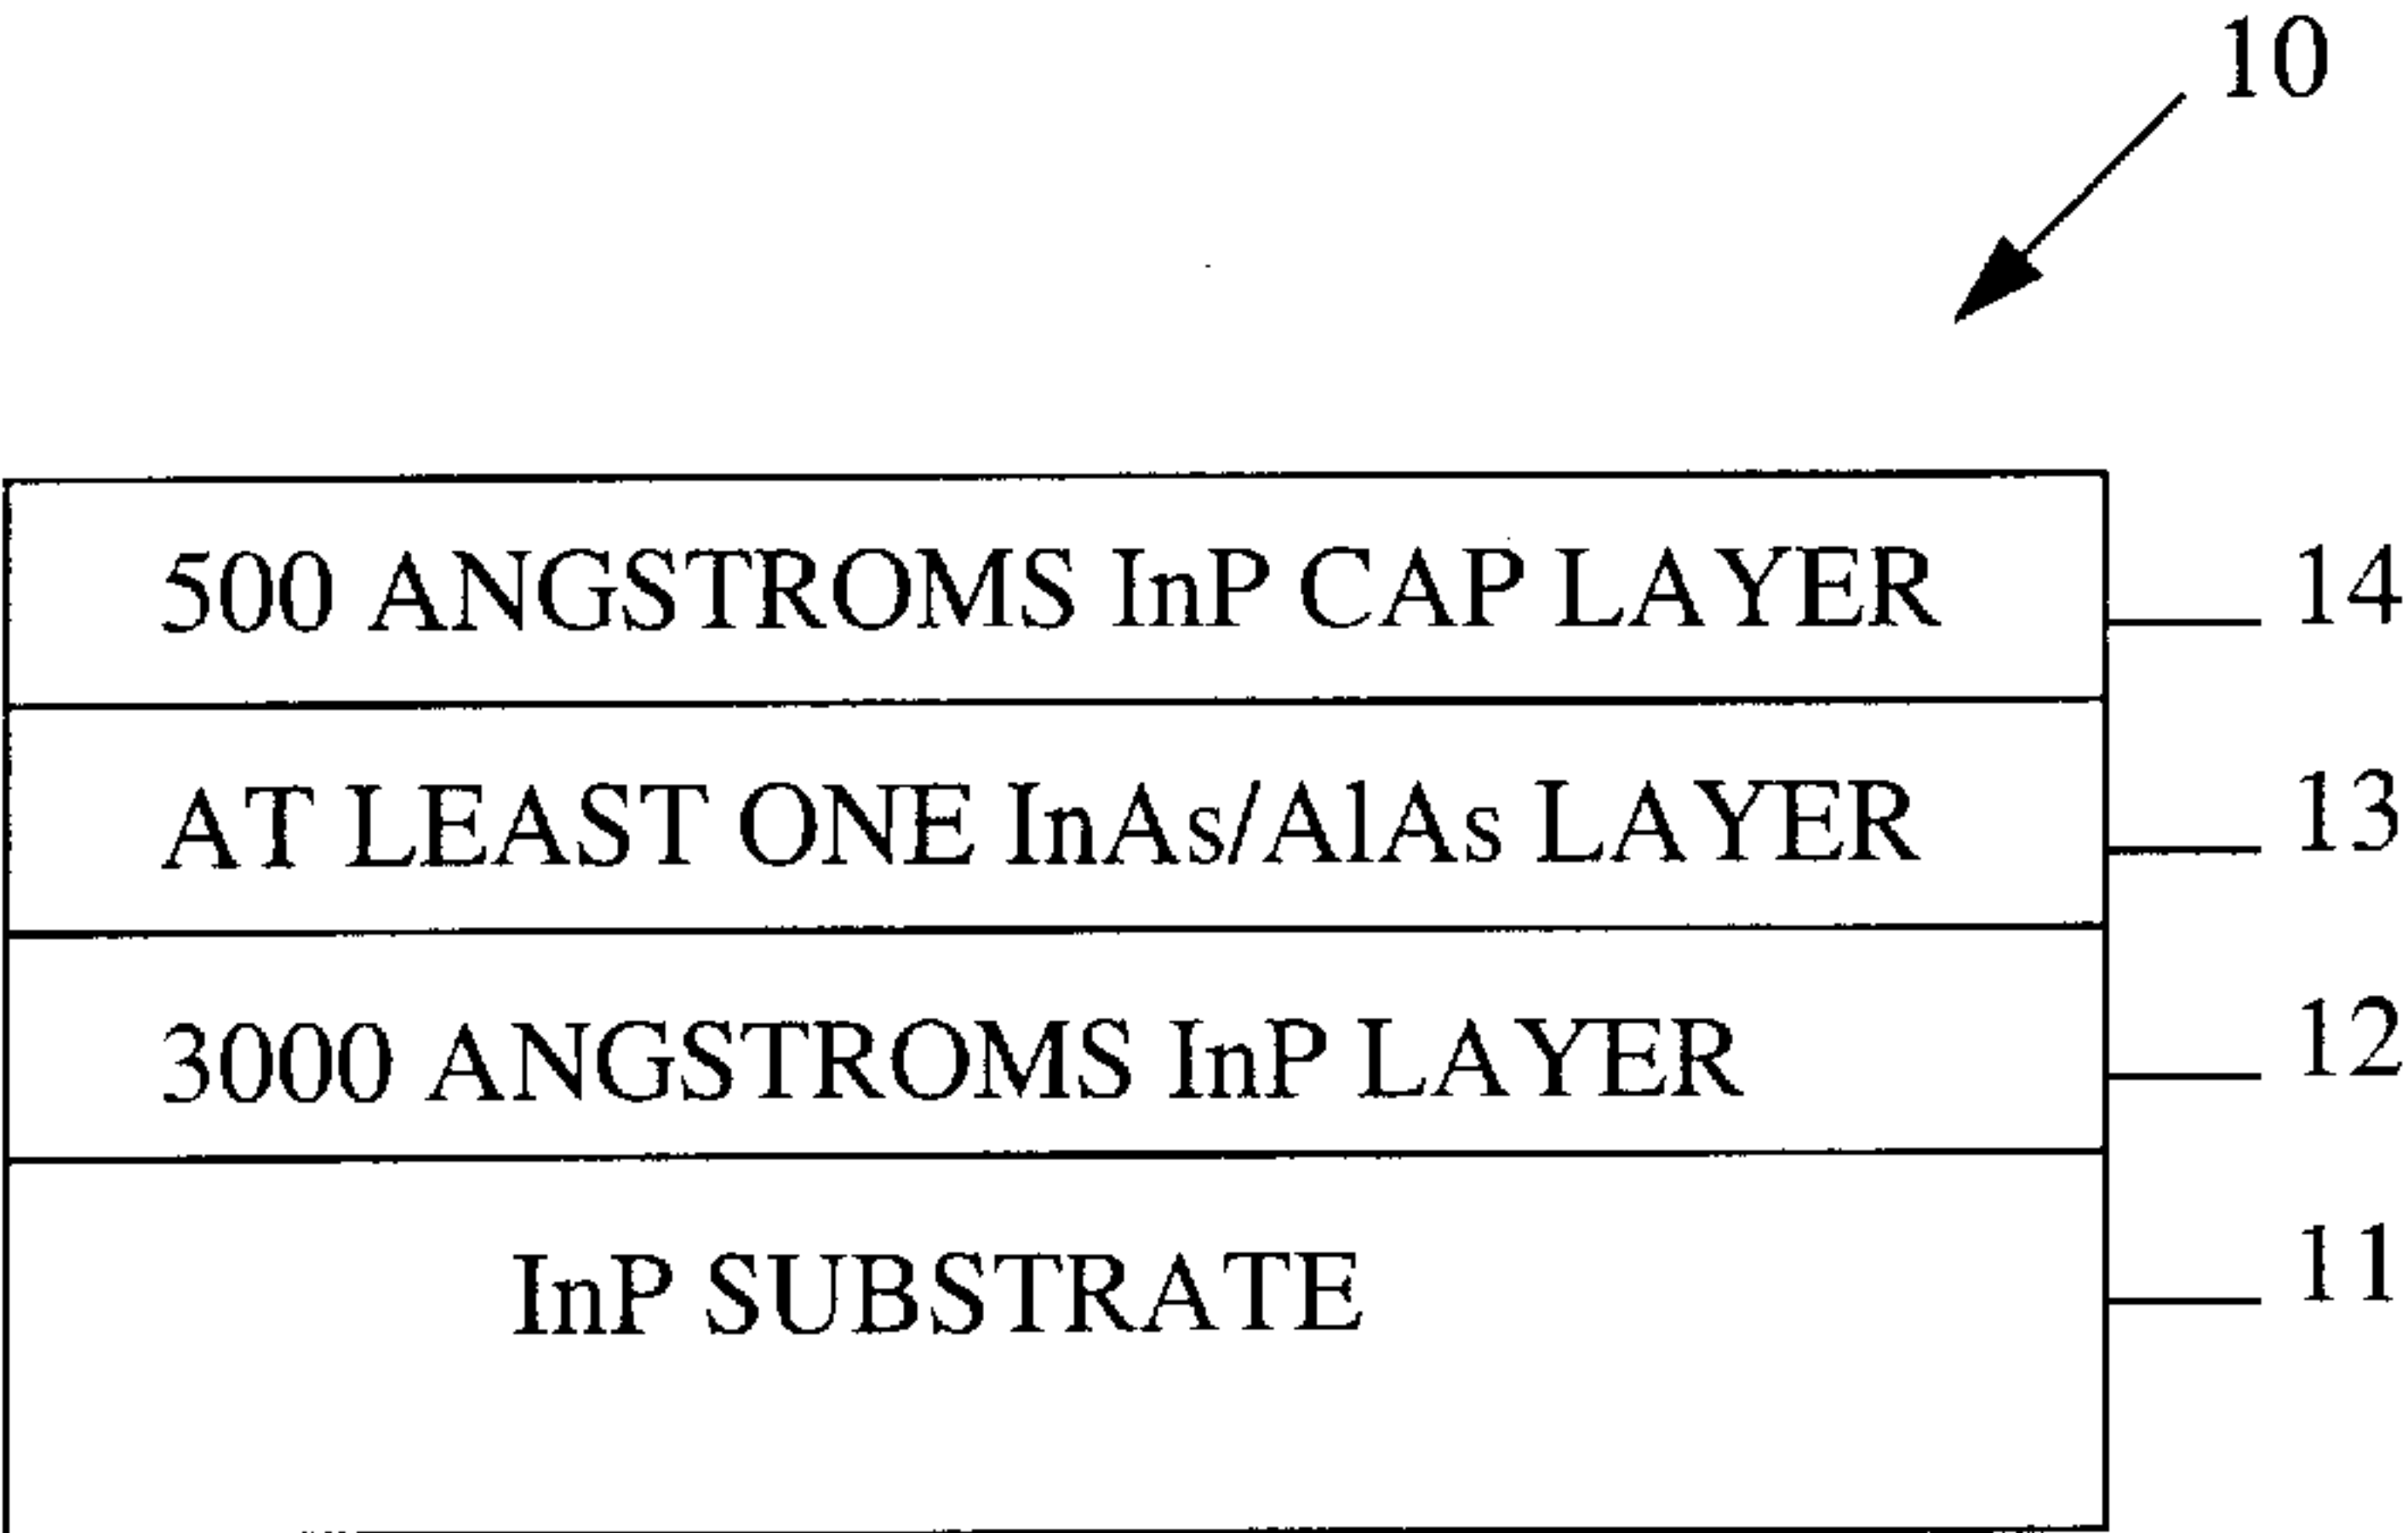 10
500 ANGSTROMS InP CAP LAYER 14
AT LEAST ONE InAs/AlAs LAYER 13
3000 ANGSTROMS InP LAYER 12
InP SUBSTRATE 11